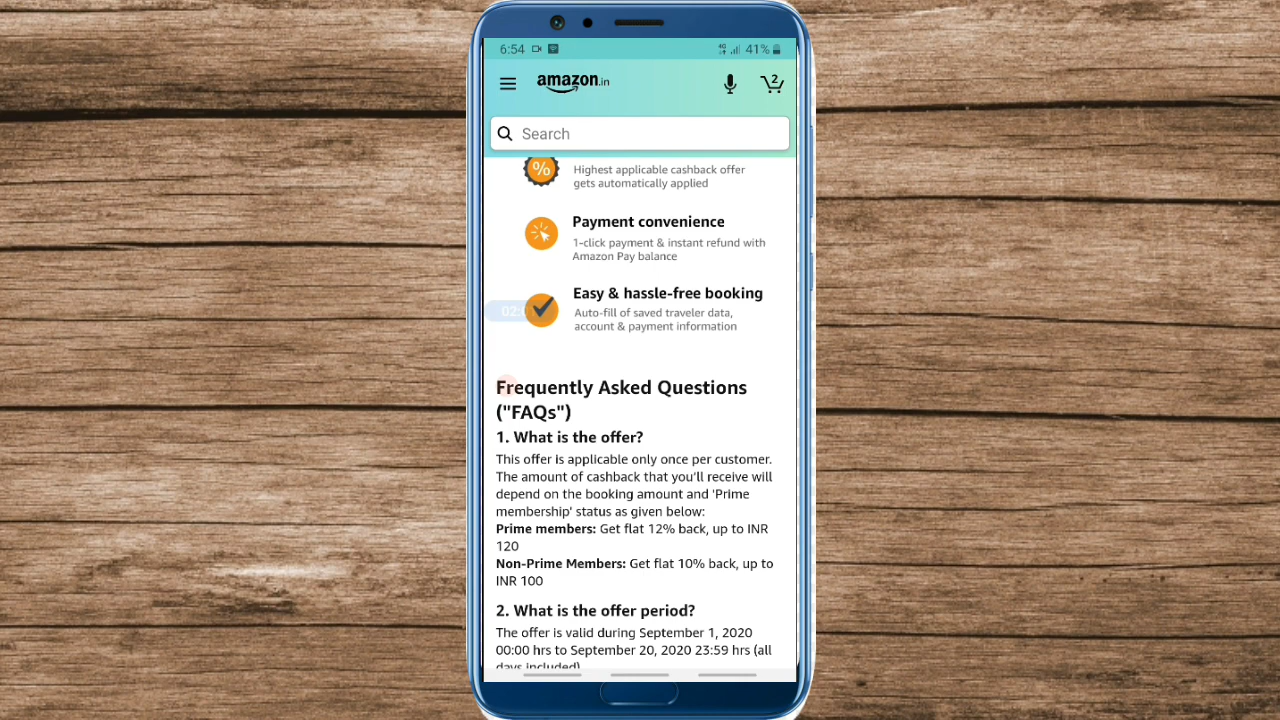 6:54 4G 41%
amazon.in 2
Search
%
Highest applicable cashback offer
gets automatically applied
Payment convenience
1-click payment & instant refund with
Amazon Pay balance
Easy & hassle-free booking
02:
Auto-fill of saved traveler data,
account & payment information
Frequently Asked Questions
("FAQs")
1. What is the offer?
This offer is applicable only once per customer.
The amount of cashback that you'll receive will
depend on the booking amount and 'Prime
membership' status as given below:
Prime members: Get flat 12% back, up to INR
120
Non-Prime Members: Get flat 10% back, up to
INR 100
2. What is the offer period?
The offer is valid during September 1, 2020
00:00 hrs to September 20, 2020 23:59 hrs (all
days included)